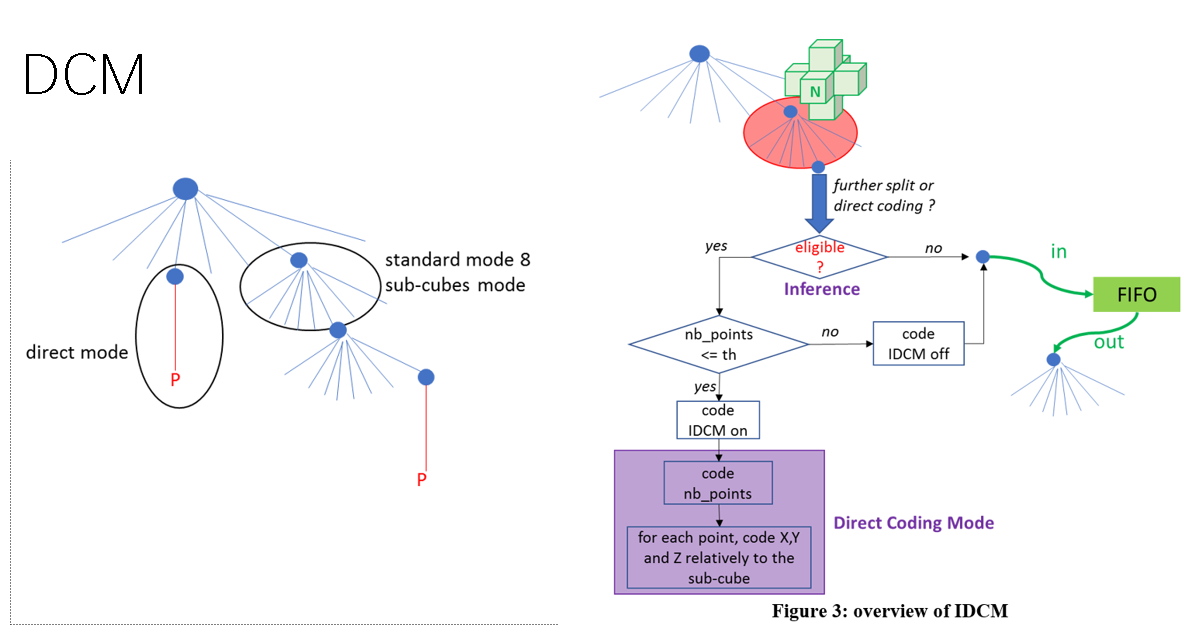 DCM
standard mode 8
sub-cubes mode
direct mode
P
P
N
further split or
direct coding ?
eligible
?
yes
no
Inference
in
FIFO
out
nb_points
<= th
no
code
IDCM off
yes
code
IDCM on
code
nb_points
for each point, code X,Y
and Z relatively to the
sub-cube
Direct Coding Mode
Figure 3: overview of IDCM